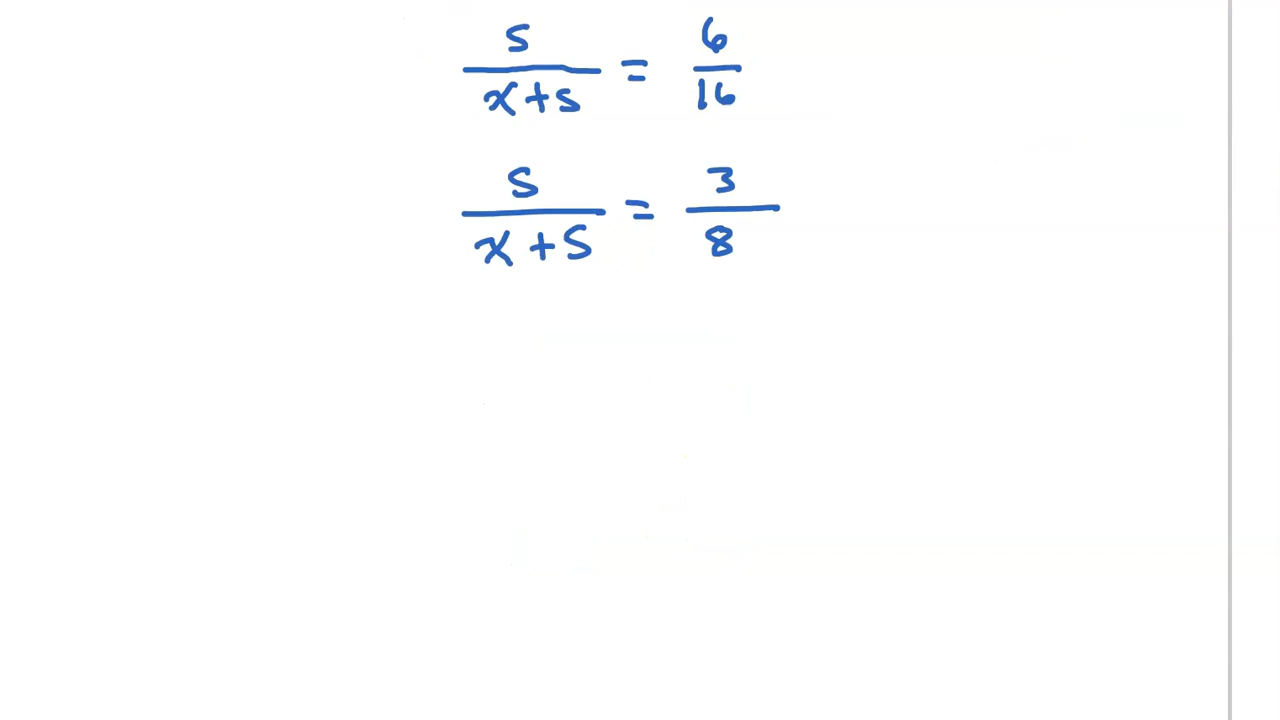 5/(x+5) = 6/16
5/(x+5) = 3/8